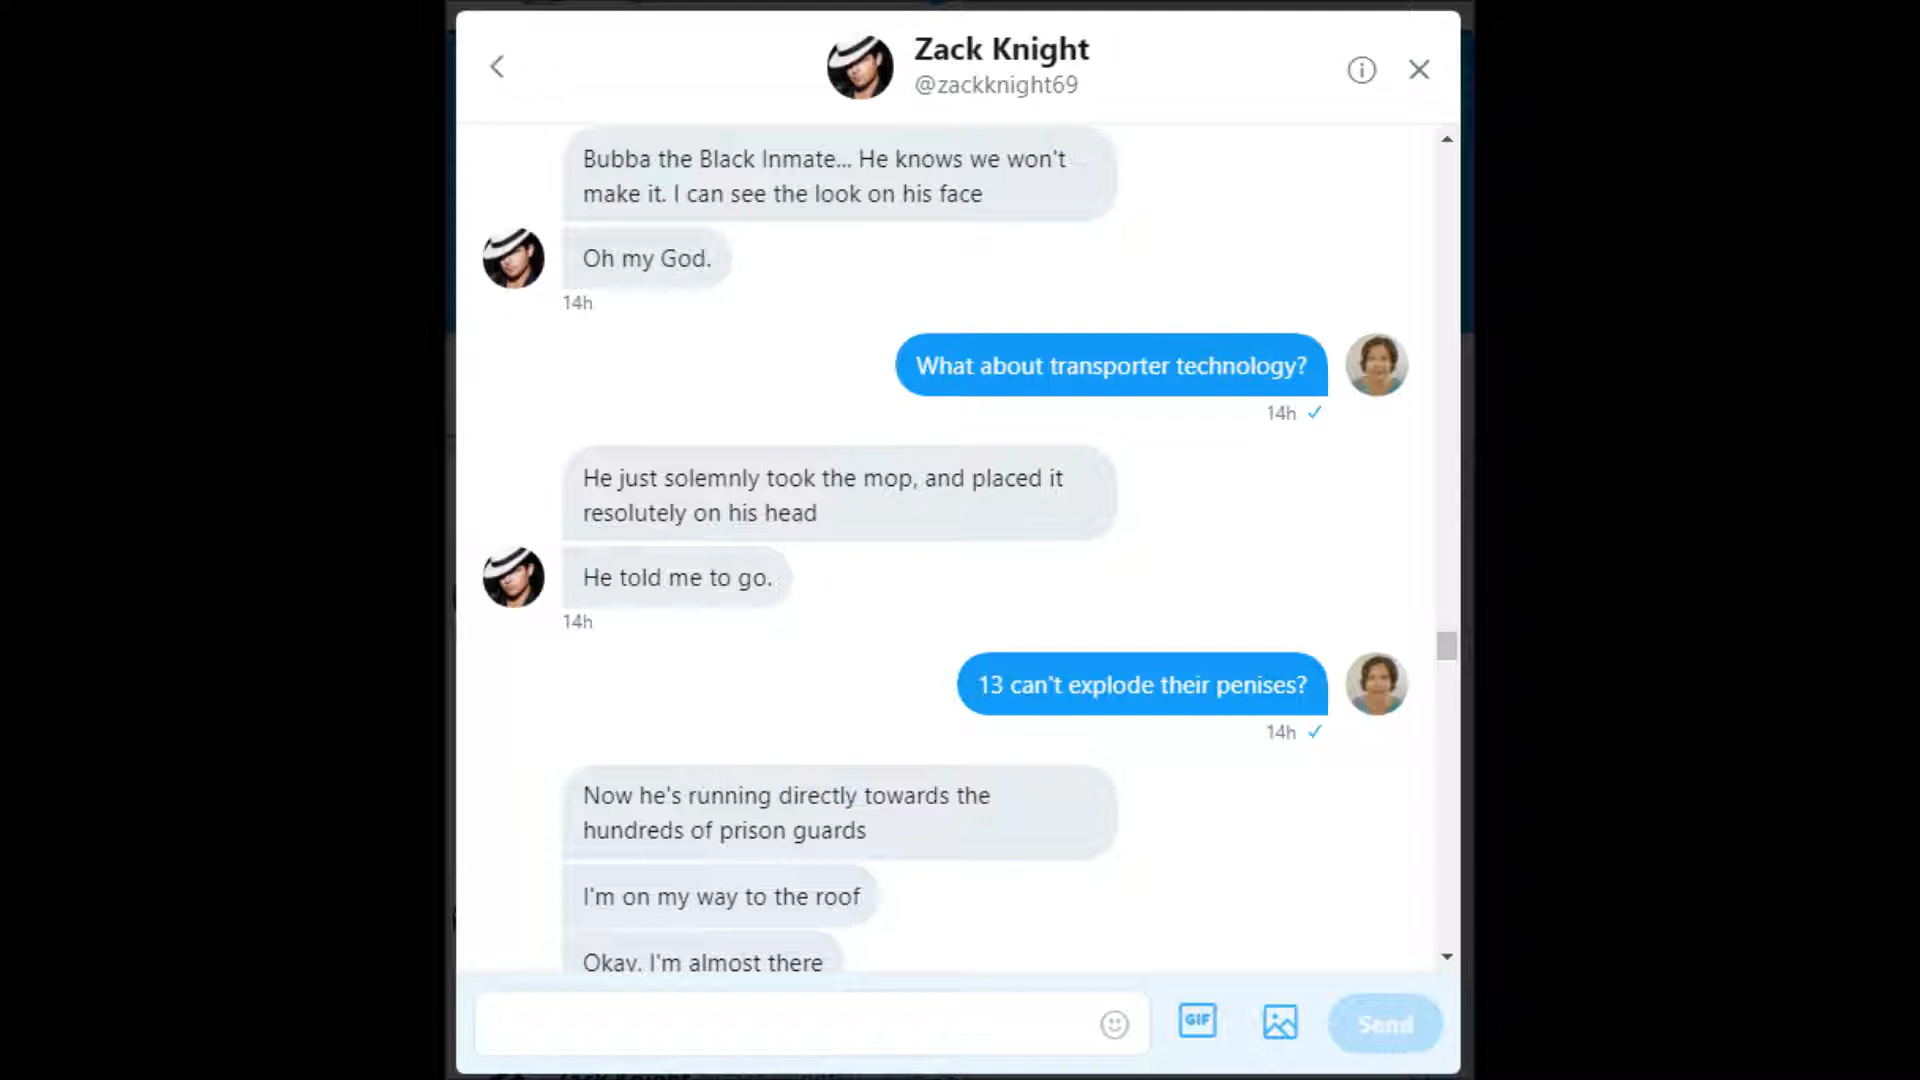 Zack Knight
@zackknight69
Bubba the Black Inmate... He knows we won't
make it. I can see the look on his face
Oh my God.
14h
What about transporter technology?
14h
He just solemnly took the mop, and placed it
resolutely on his head
He told me to go.
14h
13 can't explode their penises?
14h
Now he's running directly towards the
hundreds of prison guards
I'm on my way to the roof
Okay. I'm almost there
GIF
Send